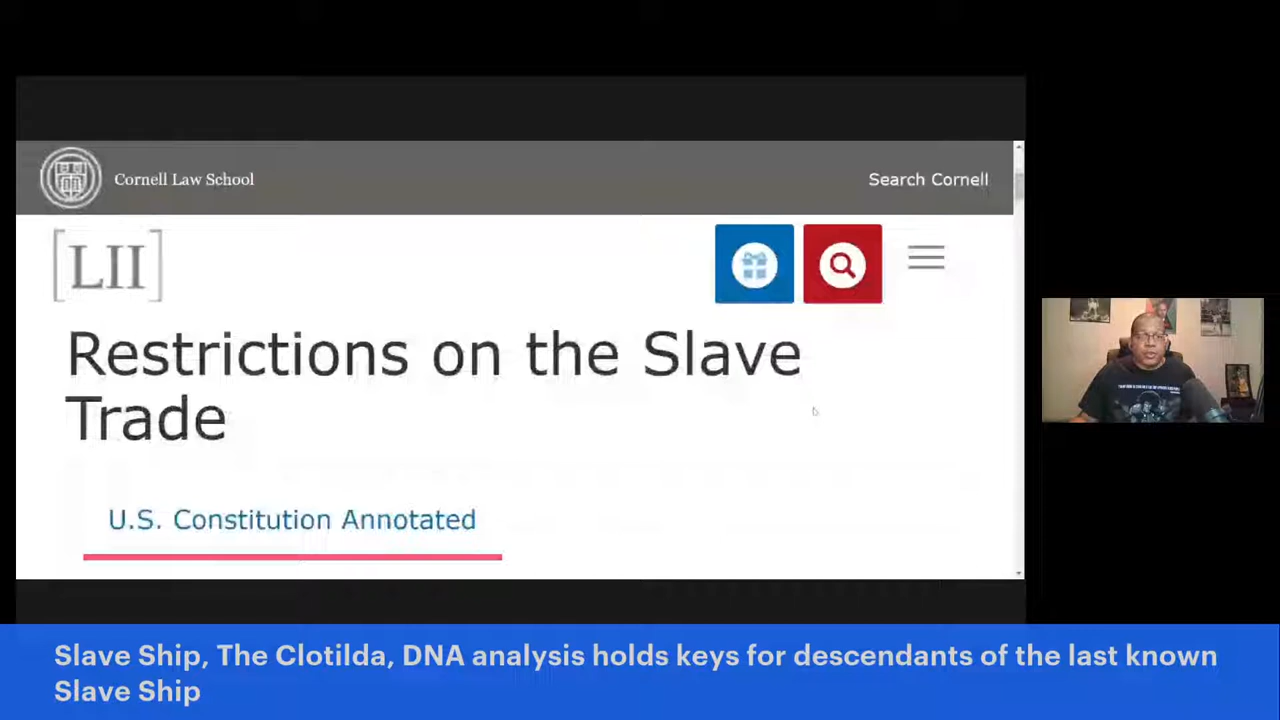 Cornell Law School
Search Cornell
[LII]
Restrictions on the Slave
Trade
U.S. Constitution Annotated
Slave Ship, The Clotilda, DNA analysis holds keys for descendants of the last known
Slave Ship